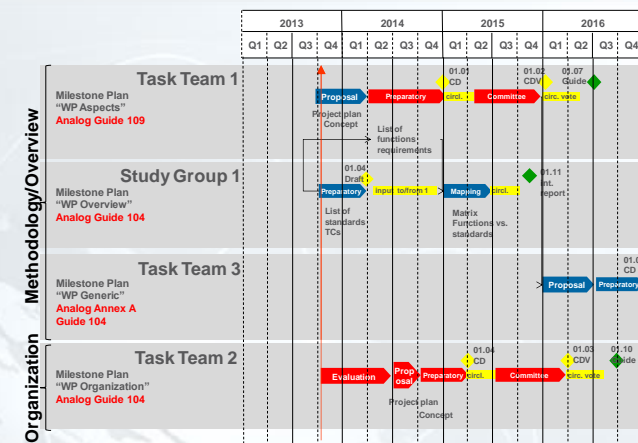 2013 2014 2015 2016
Q1 Q2 Q3 Q4 Q1 Q2 Q3 Q4 Q1 Q2 Q3 Q4 Q1 Q2 Q3 Q4
Methodology/Overview
Task Team 1
Milestone Plan
“WP Aspects”
Analog Guide 109
01.01
CD
01.02
CDV
01.07
Guide
Proposal
Preparatory
circl.
Committee
circ. vote
Project plan
Concept
List of
functions
requirements
Study Group 1
Milestone Plan
“WP Overview”
Analog Guide 104
01.04
Draft
01.11
Int.
report
Preparatory
input to/from t
Mapping
circl.
List of
standards
TCs
Matrix
Functions vs.
standards
Task Team 3
Milestone Plan
“WP Generic”
Analog Annex A
Guide 104
01.0
CD
Proposal
Preparatory
Organization
Task Team 2
Milestone Plan
“WP Organization”
Analog Guide 104
01.04
CD
01.03
CDV
01.10
Guide
Evaluation
Prop
osal
Preparatory
circl.
Committee
circ. vote
Project plan
Concept